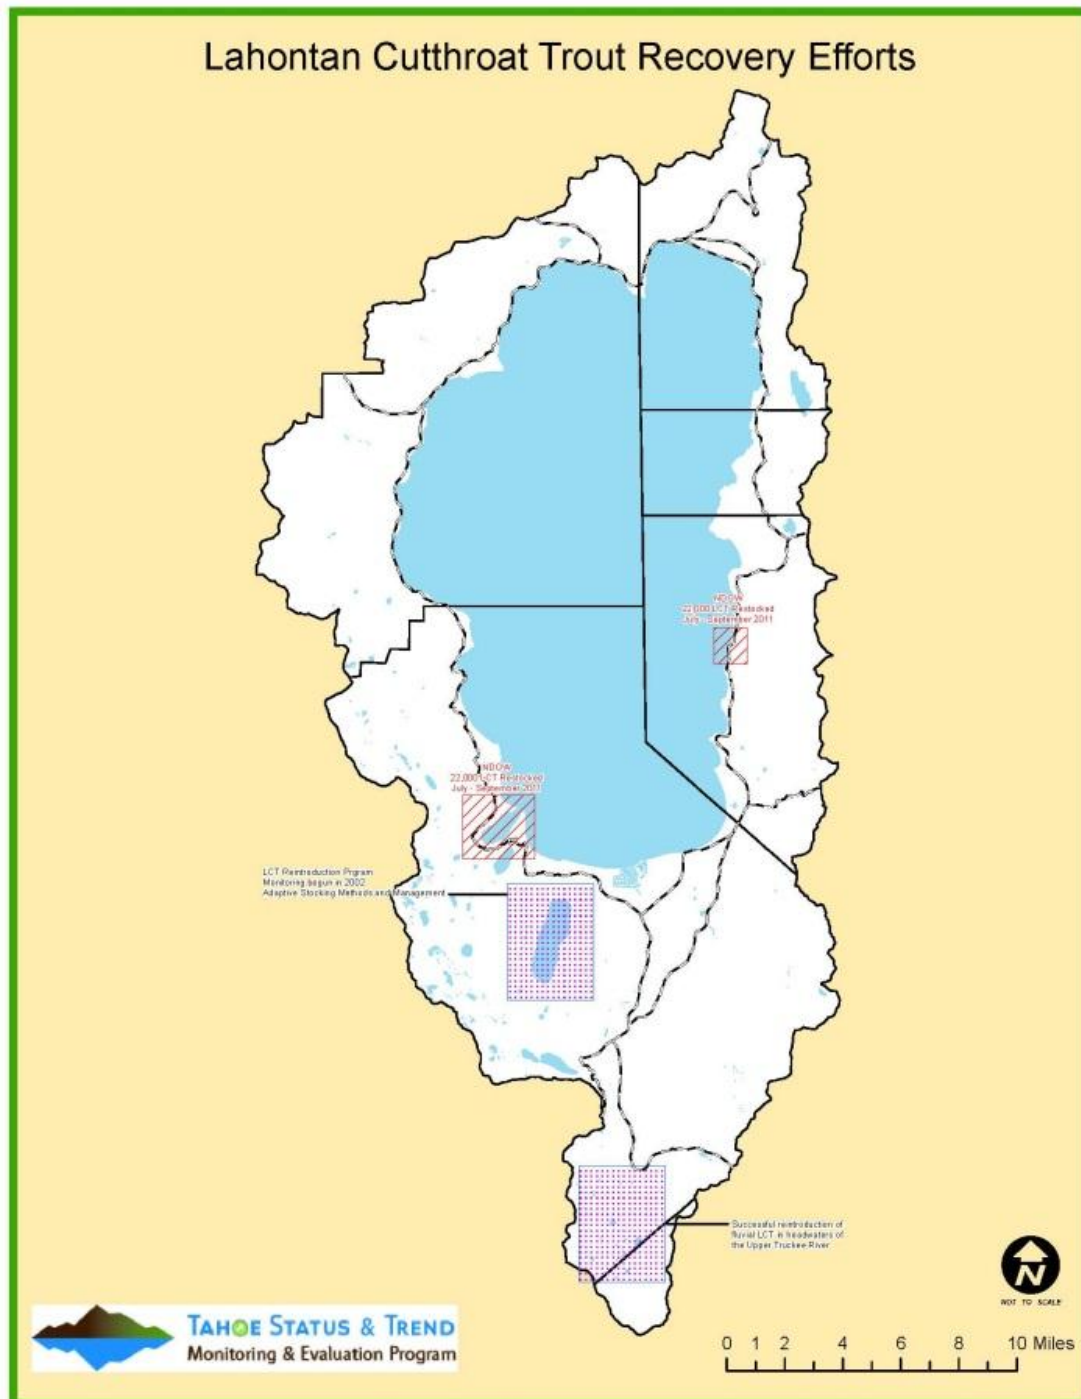 Lahontan Cutthroat Trout Recovery Efforts
NDOW
22,000 LCT Restocked
July - September 2011
NDOW
22,000 LCT Restocked
July - September 2011
LCT Reintroduction Prgram
Monitoring begun in 2002
Adaptive Stocking Methods and Management
Successful reintroduction of
fluvial LCT in headwaters of
the Upper Truckee River
N
NOT TO SCALE
TAHOE STATUS & TREND
Monitoring & Evaluation Program
0 1 2 4 6 8 10 Miles